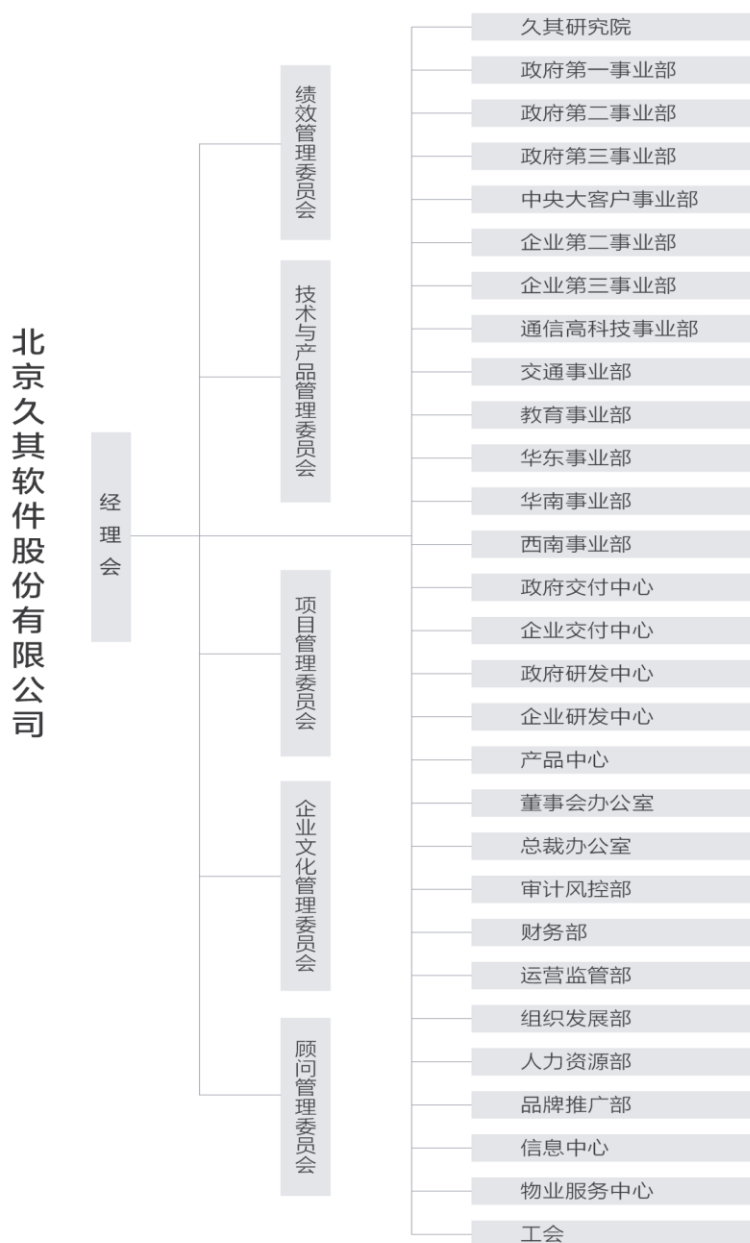 北京久其软件股份有限公司
经理会
绩效管理委员会
技术与产品管理委员会
项目管理委员会
企业文化管理委员会
顾问管理委员会
久其研究院
政府第一事业部
政府第二事业部
政府第三事业部
中央大客户事业部
企业第二事业部
企业第三事业部
通信高科技事业部
交通事业部
教育事业部
华东事业部
华南事业部
西南事业部
政府交付中心
企业交付中心
政府研发中心
企业研发中心
产品中心
董事会办公室
总裁办公室
审计风控部
财务部
运营监管部
组织发展部
人力资源部
品牌推广部
信息中心
物业服务中心
工会